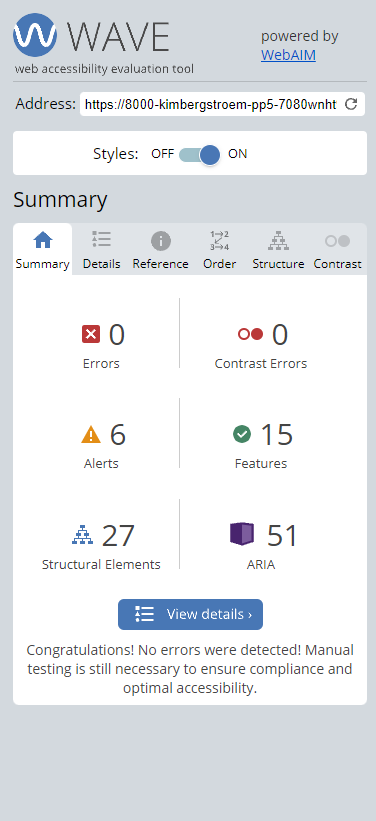 WAVE
web accessibility evaluation tool
powered by
WebAIM
Address: https://8000-kimbergstroem-pp5-7080wnht
Styles: OFF ON
Summary
Summary Details Reference Order Structure Contrast
0 0
Errors Contrast Errors
6 15
Alerts Features
27 51
Structural Elements ARIA
View details ›
Congratulations! No errors were detected! Manual
testing is still necessary to ensure compliance and
optimal accessibility.